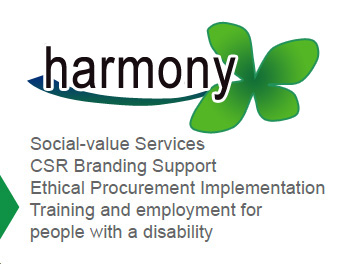 harmony
Social-value Services
CSR Branding Support
Ethical Procurement Implementation
Training and employment for
people with a disability